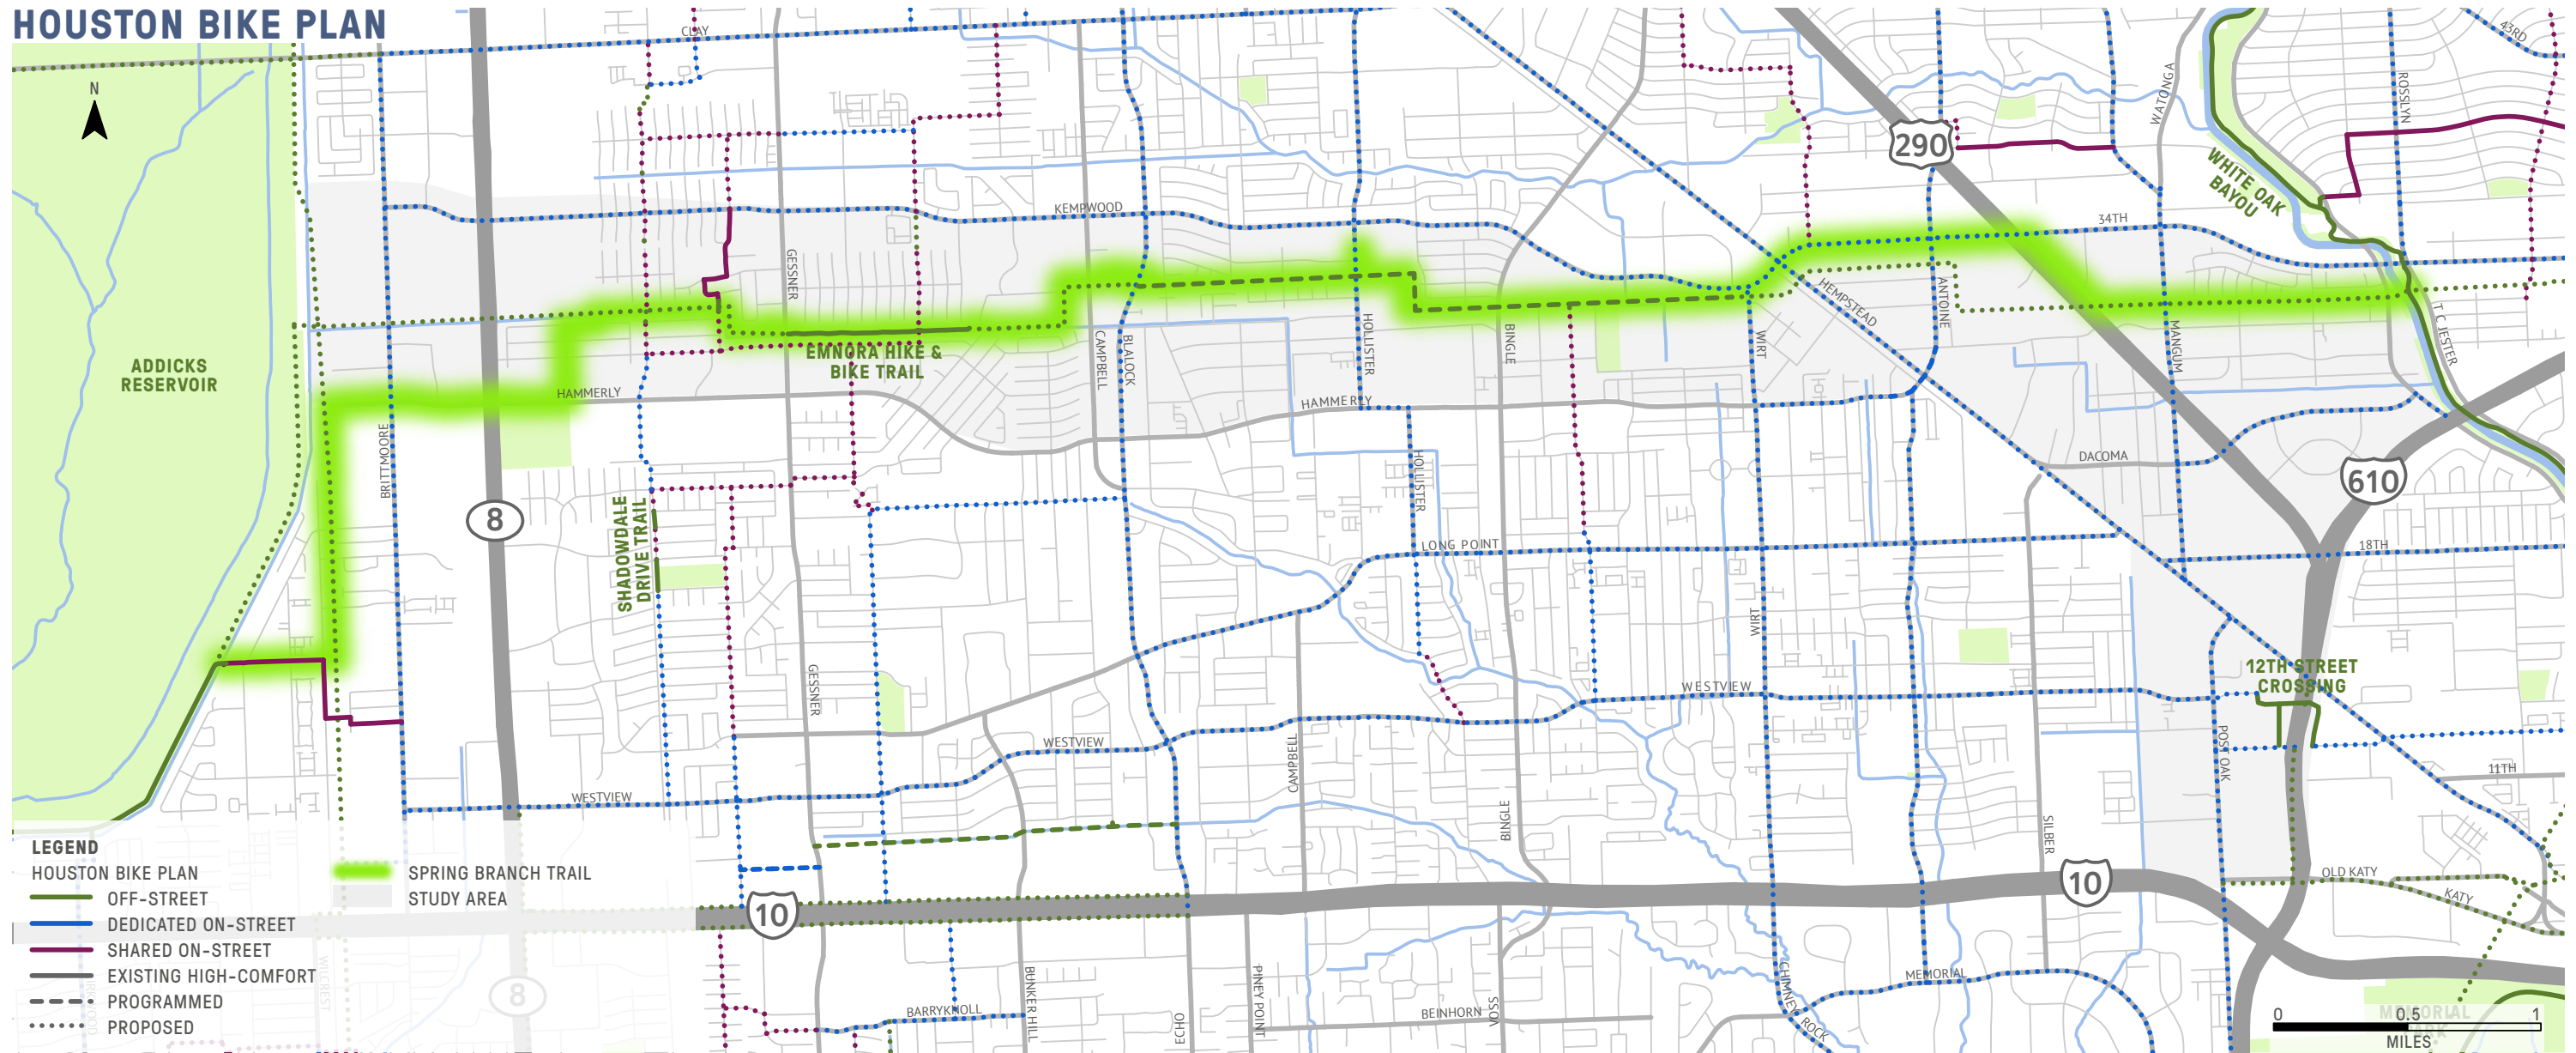 HOUSTON BIKE PLAN
CLAY
43RD
N
WATONGA
ROSSLYN
290
WHITE OAK
BAYOU
KEMPWOOD
34TH
GESSNER
HEMPSTEAD
ANTOINE
HOLLISTER
BINGLE
WIRT
MANGUM
T C JESTER
CAMPBELL
BLALOCK
EMNORA HIKE &
BIKE TRAIL
ADDICKS
RESERVOIR
HAMMERLY
HAMMERLY
BRITTMOORE
HOLLISTER
DACOMA
610
8
SHADOWDALE
DRIVE TRAIL
LONG POINT
18TH
WIRT
12TH STREET
CROSSING
GESSNER
WESTVIEW
WESTVIEW
POST OAK
CAMPBELL
11TH
WESTVIEW
BINGLE
SILBER
LEGEND
HOUSTON BIKE PLAN
OFF-STREET
DEDICATED ON-STREET
SHARED ON-STREET
EXISTING HIGH-COMFORT
PROGRAMMED
PROPOSED
SPRING BRANCH TRAIL
STUDY AREA
10
10
OLD KATY
KATY
8
WILCREST
BUNKER HILL
PINEY POINT
BARRYKNOLL
ECHO
BEINHORN
VOSS
CHIMNEY ROCK
MEMORIAL
MEMORIAL
PARK
0 0.5 1
MILES